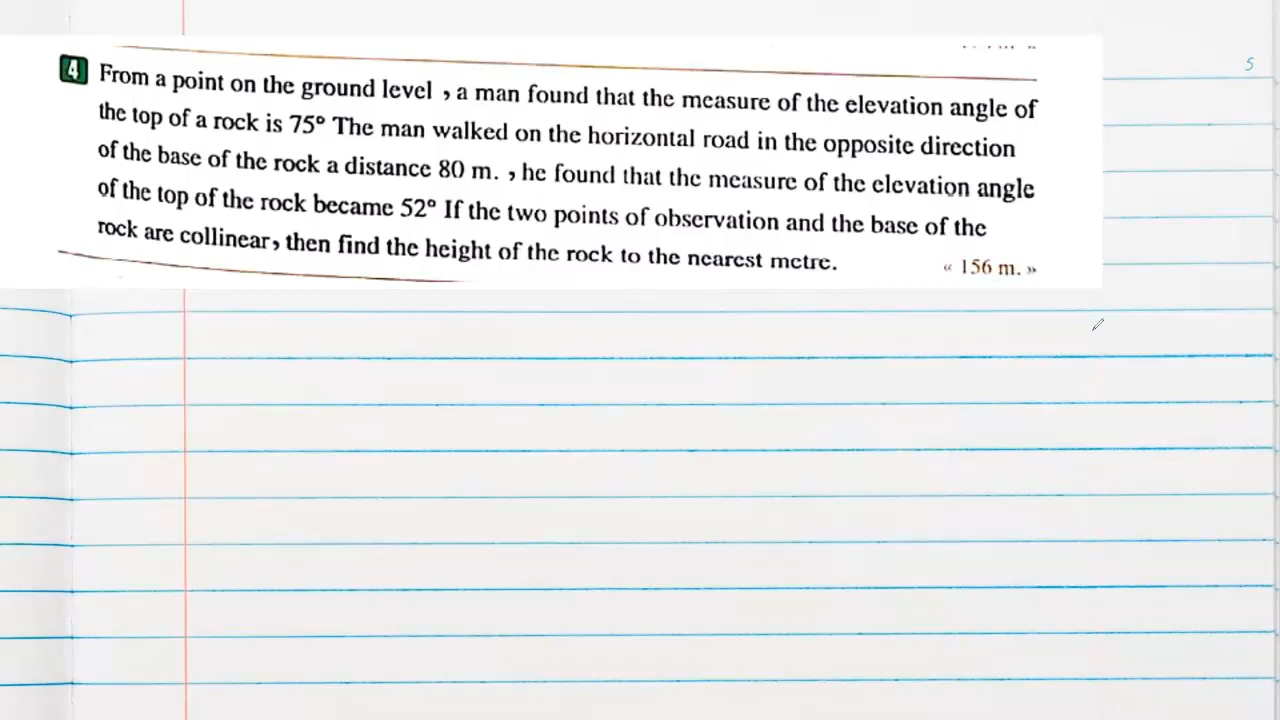 5
4 From a point on the ground level , a man found that the measure of the elevation angle of
the top of a rock is 75° The man walked on the horizontal road in the opposite direction
of the base of the rock a distance 80 m. , he found that the measure of the elevation angle
of the top of the rock became 52° If the two points of observation and the base of the
rock are collinear, then find the height of the rock to the nearest metre.
« 156 m. »